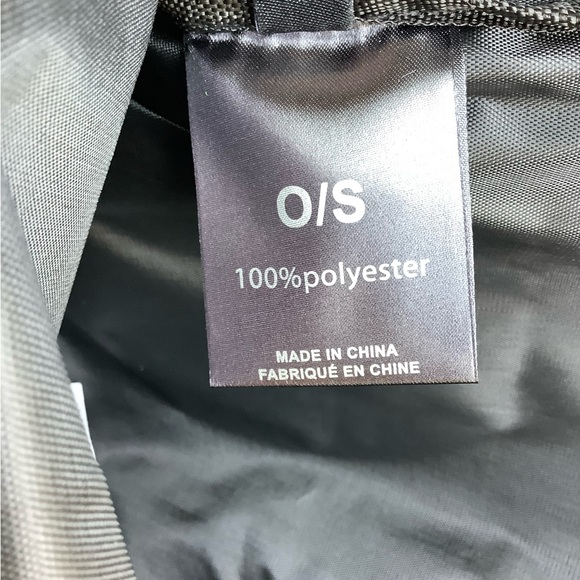 O/S
100%polyester
MADE IN CHINA
FABRIQUÉ EN CHINE